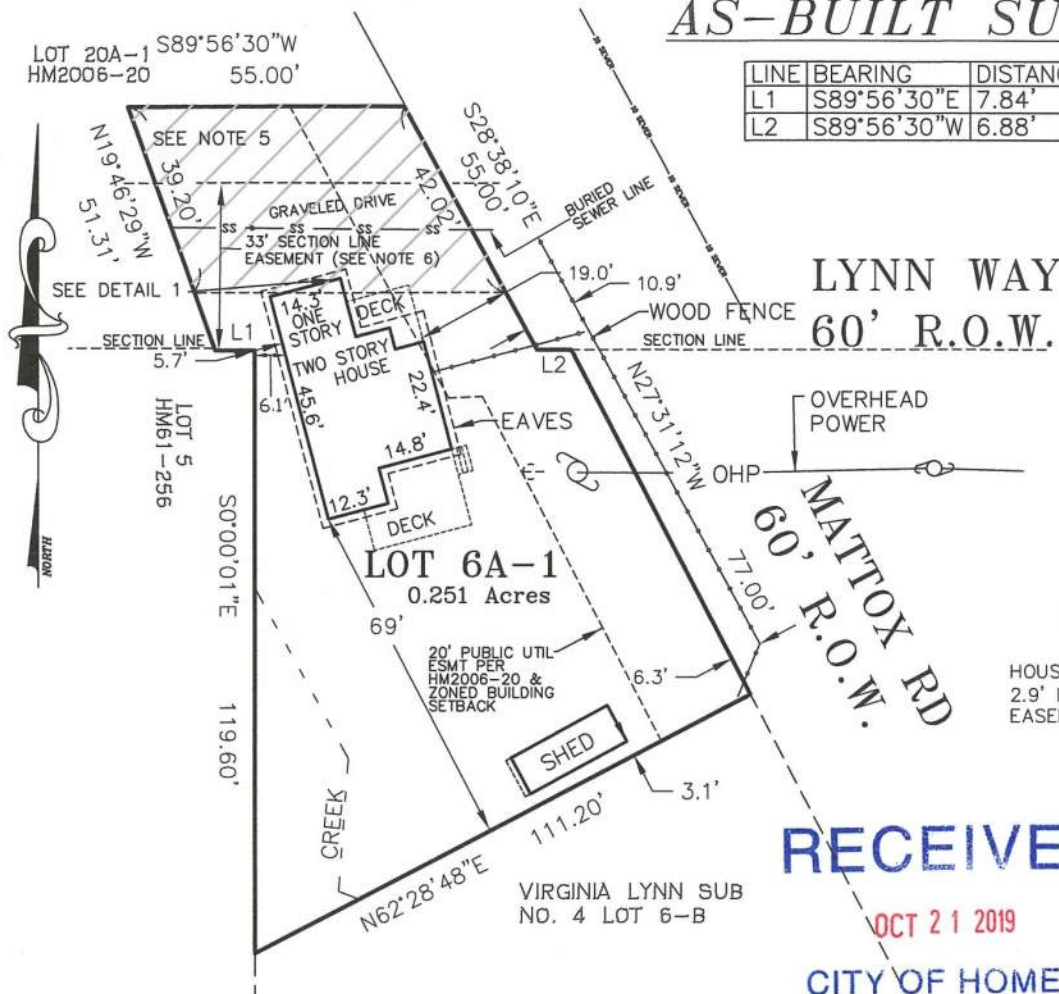 AS-BUILT SU
LINE BEARING DISTANC
L1 S89°56'30"E 7.84'
L2 S89°56'30"W 6.88'
LOT 20A-1
HM2006-20
S89°56'30"W
55.00'
SEE NOTE 5
N19°46'29"W
51.31'
39.20'
42.02'
S28°38'10"E
55.00'
GRAVELED DRIVE
SS SS SS SS
33' SECTION LINE
EASEMENT (SEE NOTE 6)
BURIED
SEWER LINE
SEE DETAIL 1
SECTION LINE
L1
5.7'
6.1'
14.3'
ONE
STORY
DECK
TWO STORY
HOUSE
45.6'
22.4'
14.8'
12.3'
DECK
EAVES
19.0'
10.9'
WOOD FENCE
SECTION LINE
L2
LYNN WAY
60' R.O.W.
N27°31'12"W
77.00'
OVERHEAD
POWER
OHP
MATTOX RD
60' R.O.W.
LOT 5
HM61-256
NORTH
S0°00'01"E
119.60'
LOT 6A-1
0.251 Acres
69'
20' PUBLIC UTIL
ESMT PER
HM2006-20 &
ZONED BUILDING
SETBACK
6.3'
SHED
3.1'
CREEK
N62°28'48"E
111.20'
VIRGINIA LYNN SUB
NO. 4 LOT 6-B
HOUS
2.9'
EASE
RECEIVE
OCT 21 2019
CITY OF HOME